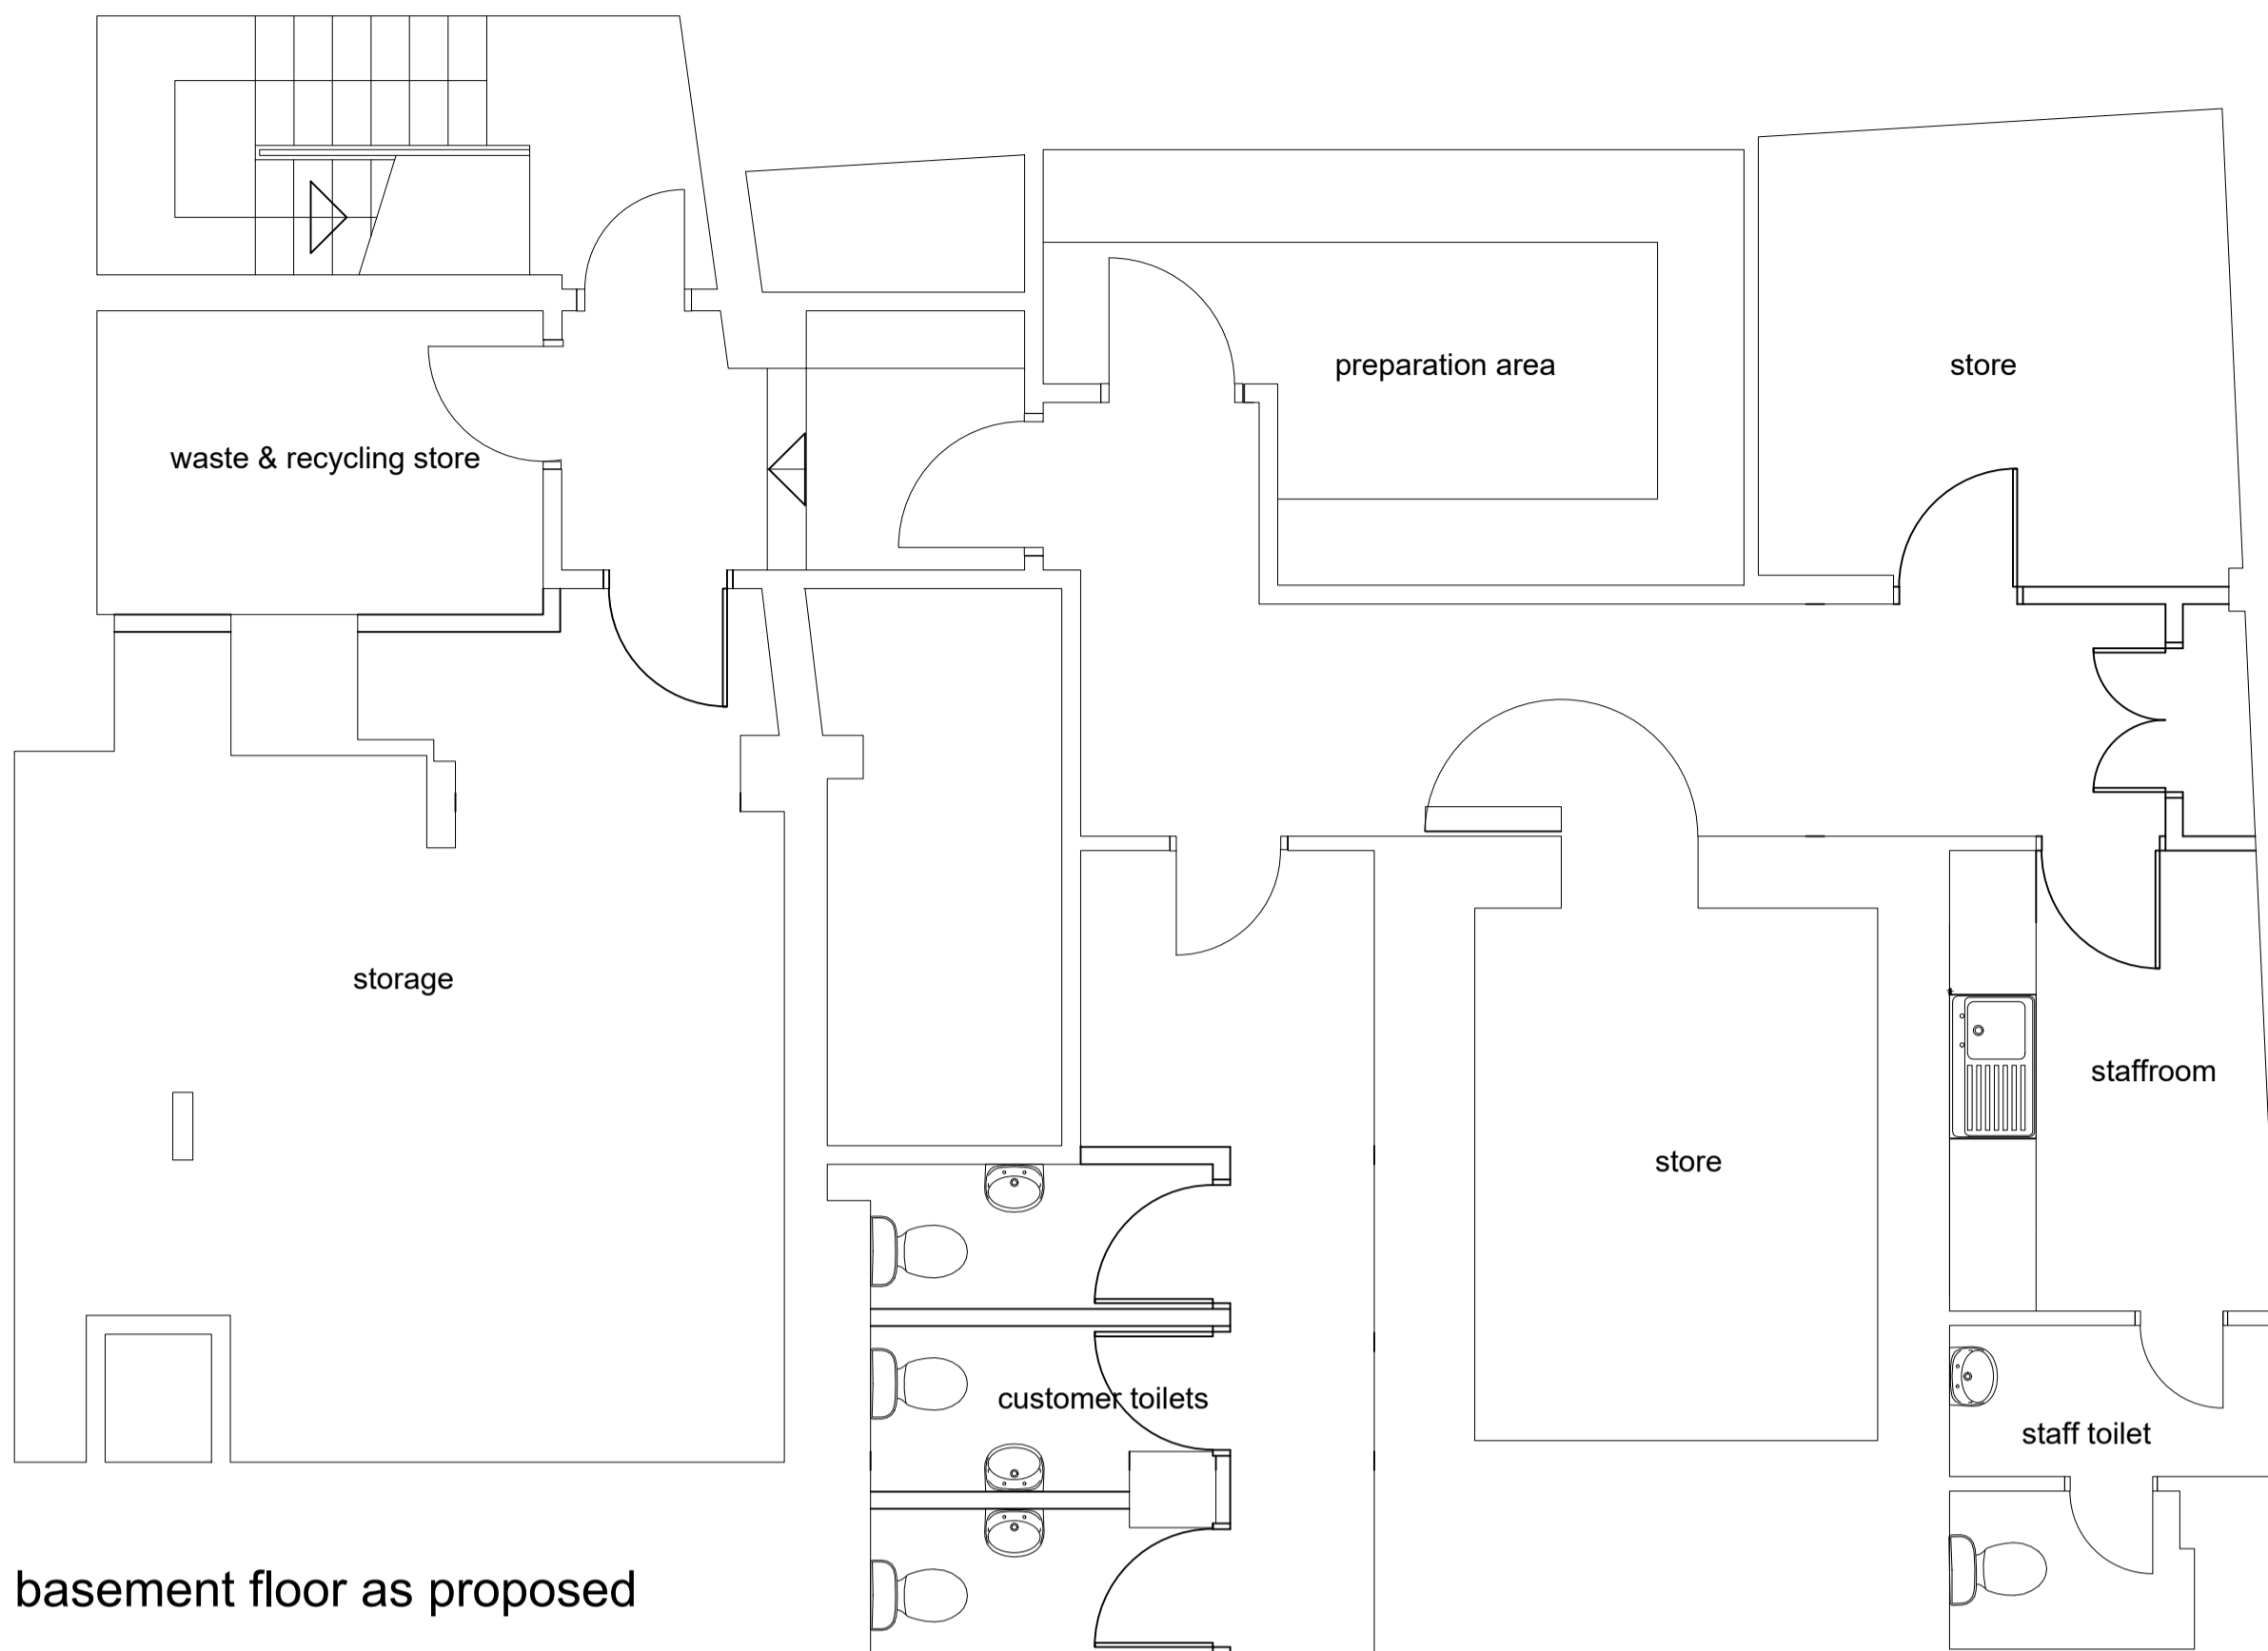 preparation area
store
waste & recycling store
storage
staffroom
store
customer toilets
staff toilet
basement floor as proposed